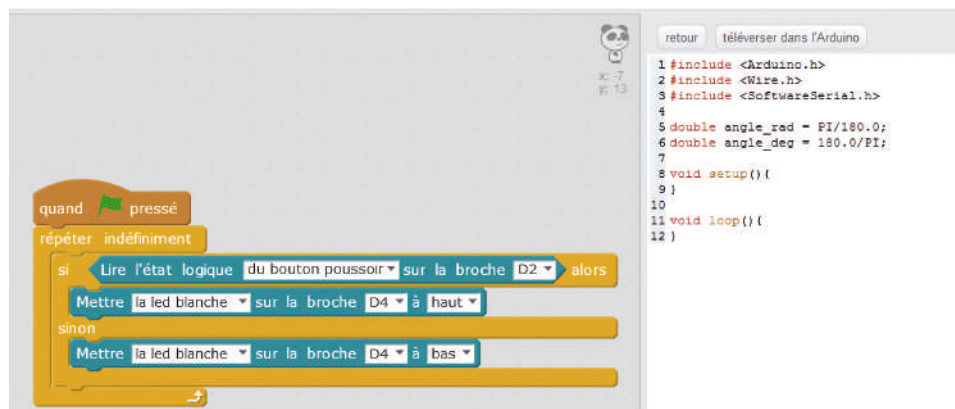 x: -7
y: 13
quand pressé
répéter indéfiniment
si Lire l'état logique du bouton poussoir sur la broche D2 alors
Mettre la led blanche sur la broche D4 à haut
sinon
Mettre la led blanche sur la broche D4 à bas
retour téléverser dans l'Arduino
1 #include <Arduino.h>
2 #include <Wire.h>
3 #include <SoftwareSerial.h>
4
5 double angle_rad = PI/180.0;
6 double angle_deg = 180.0/PI;
7
8 void setup(){
9 }
10
11 void loop(){
12 }